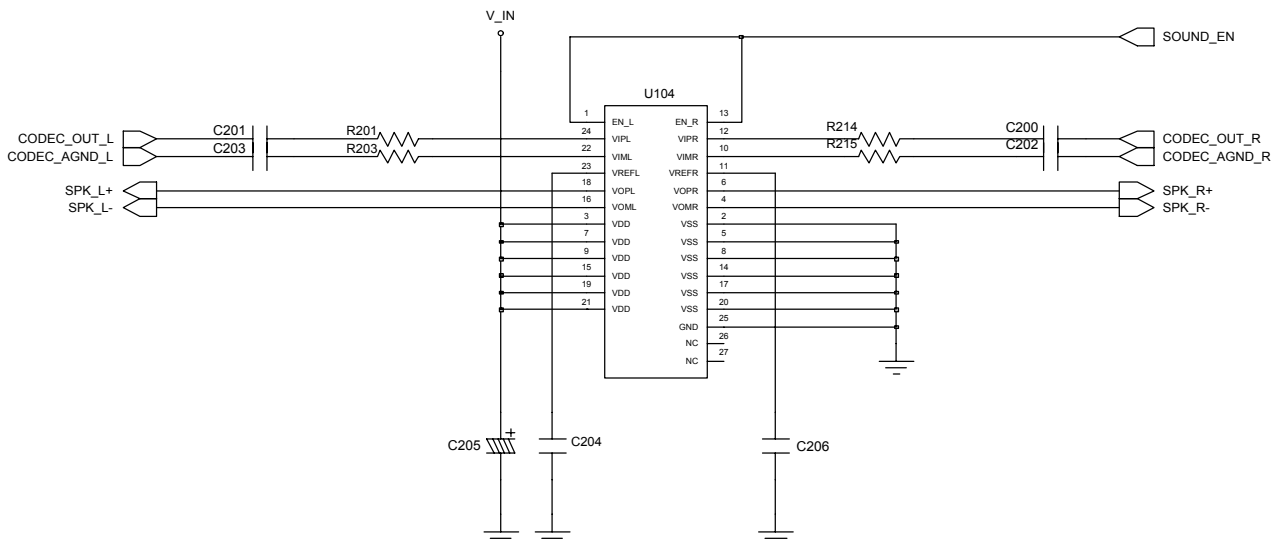 V_IN
SOUND_EN
U104
1 EN_L EN_R 13
CODEC_OUT_L C201 R201 24 VIPL VIPR 12 R214 C200 CODEC_OUT_R
CODEC_AGND_L C203 R203 22 VIML VIMR 10 R215 C202 CODEC_AGND_R
23 VREFL VREFR 11
SPK_L+ 18 VOPL VOPR 6 SPK_R+
SPK_L- 16 VOML VOMR 4 SPK_R-
3 VDD VSS 2
7 VDD VSS 5
9 VDD VSS 8
15 VDD VSS 14
19 VDD VSS 17
21 VDD VSS 20
GND 25
NC 26
NC 27
C205 + C204 C206